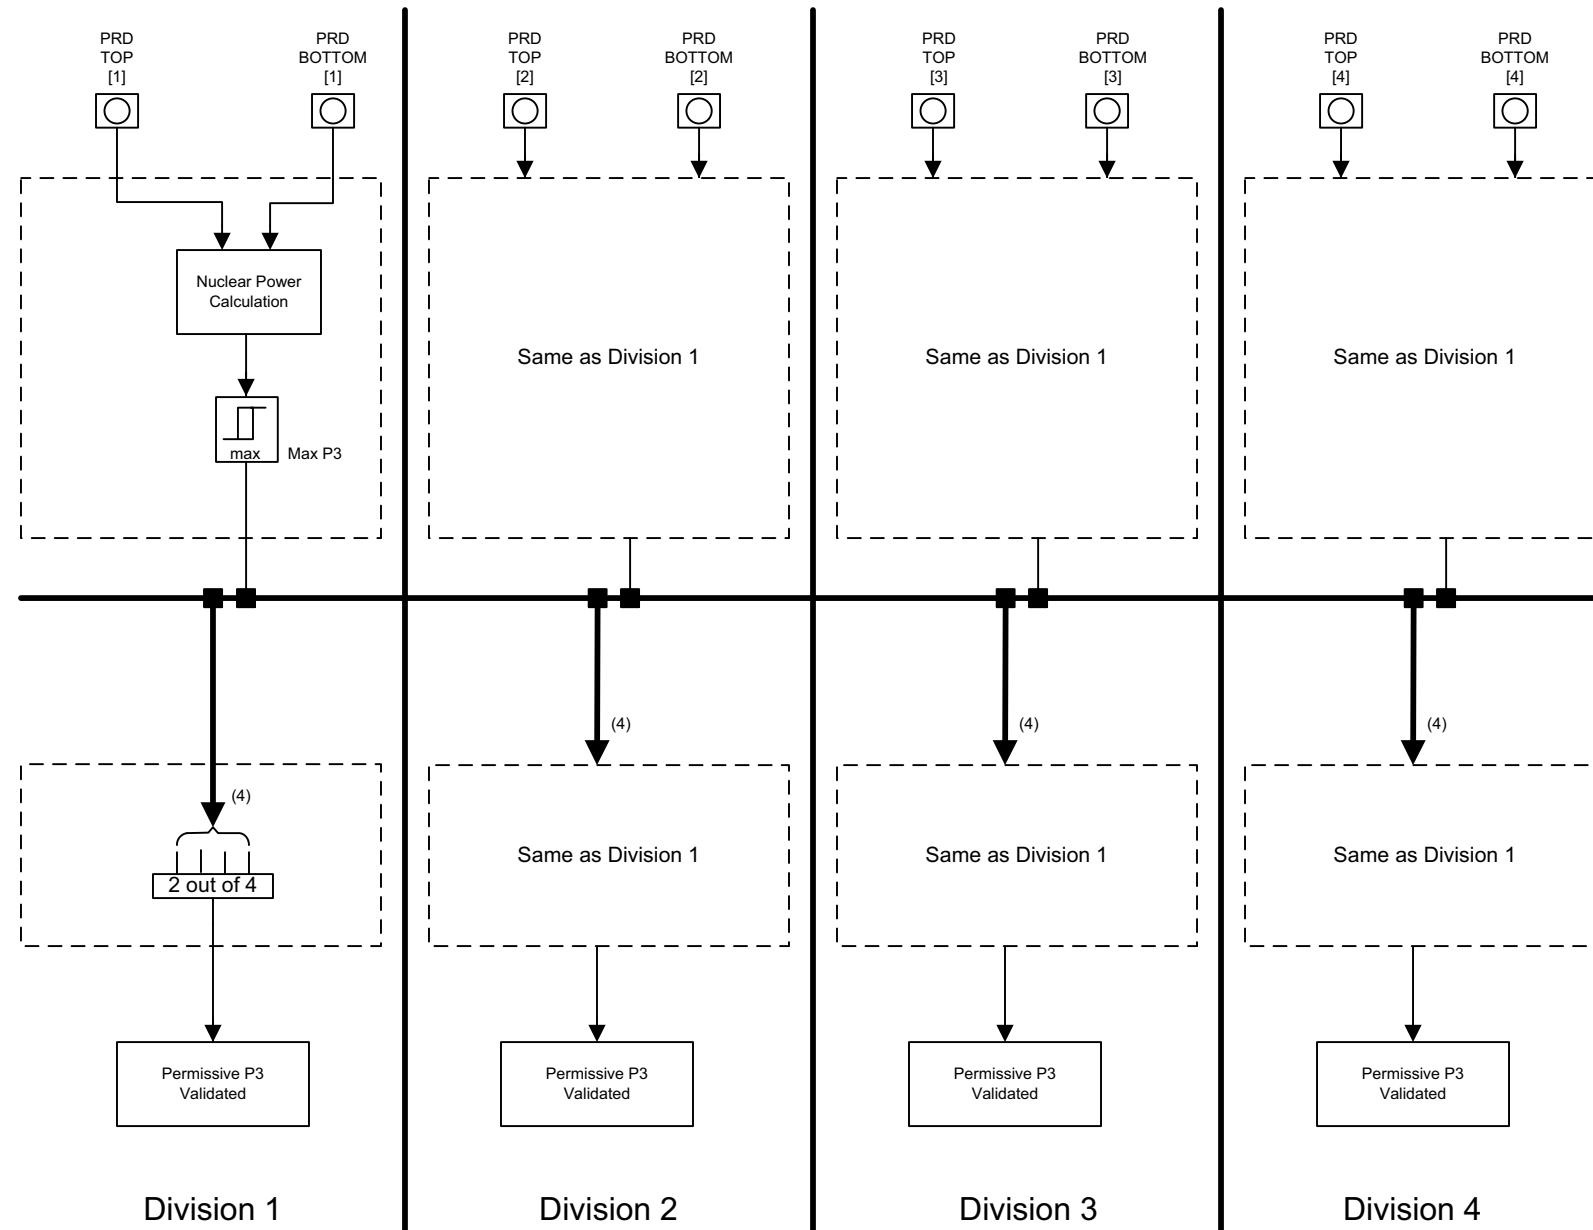 PRD
TOP
[1]
PRD
BOTTOM
[1]
PRD
TOP
[2]
PRD
BOTTOM
[2]
PRD
TOP
[3]
PRD
BOTTOM
[3]
PRD
TOP
[4]
PRD
BOTTOM
[4]
Nuclear Power
Calculation
max
Max P3
Same as Division 1
Same as Division 1
Same as Division 1
(4)
(4)
(4)
(4)
2 out of 4
Same as Division 1
Same as Division 1
Same as Division 1
Permissive P3
Validated
Permissive P3
Validated
Permissive P3
Validated
Permissive P3
Validated
Division 1
Division 2
Division 3
Division 4